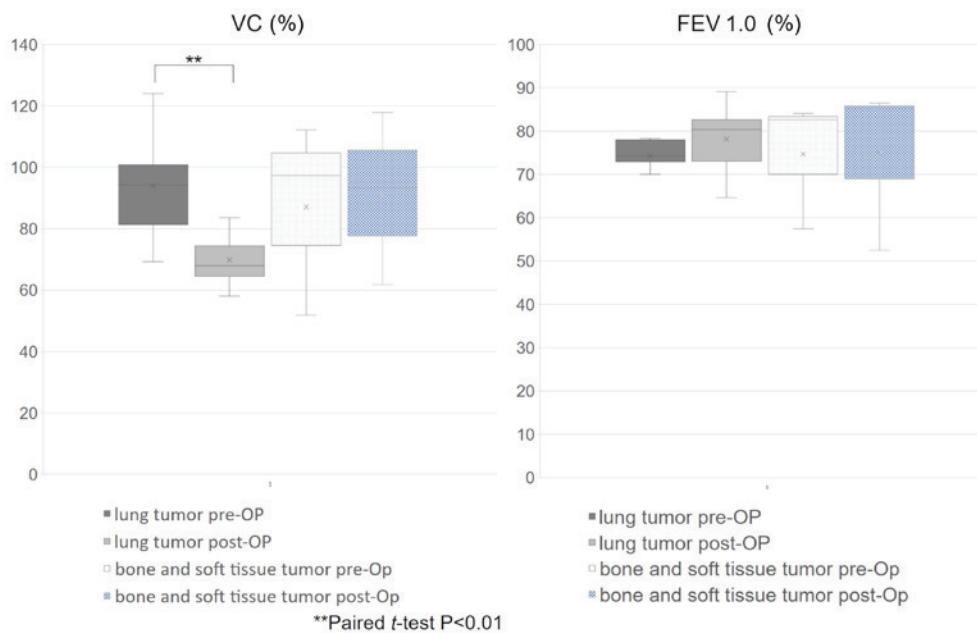 VC (%)
140
120
100
80
60
40
20
0
**
■ lung tumor pre-OP
■ lung tumor post-OP
bone and soft tissue tumor pre-Op
bone and soft tissue tumor post-Op
**Paired t-test P<0.01
FEV 1.0 (%)
100
90
80
70
60
50
40
30
20
10
0
■ lung tumor pre-OP
■ lung tumor post-OP
bone and soft tissue tumor pre-Op
bone and soft tissue tumor post-Op